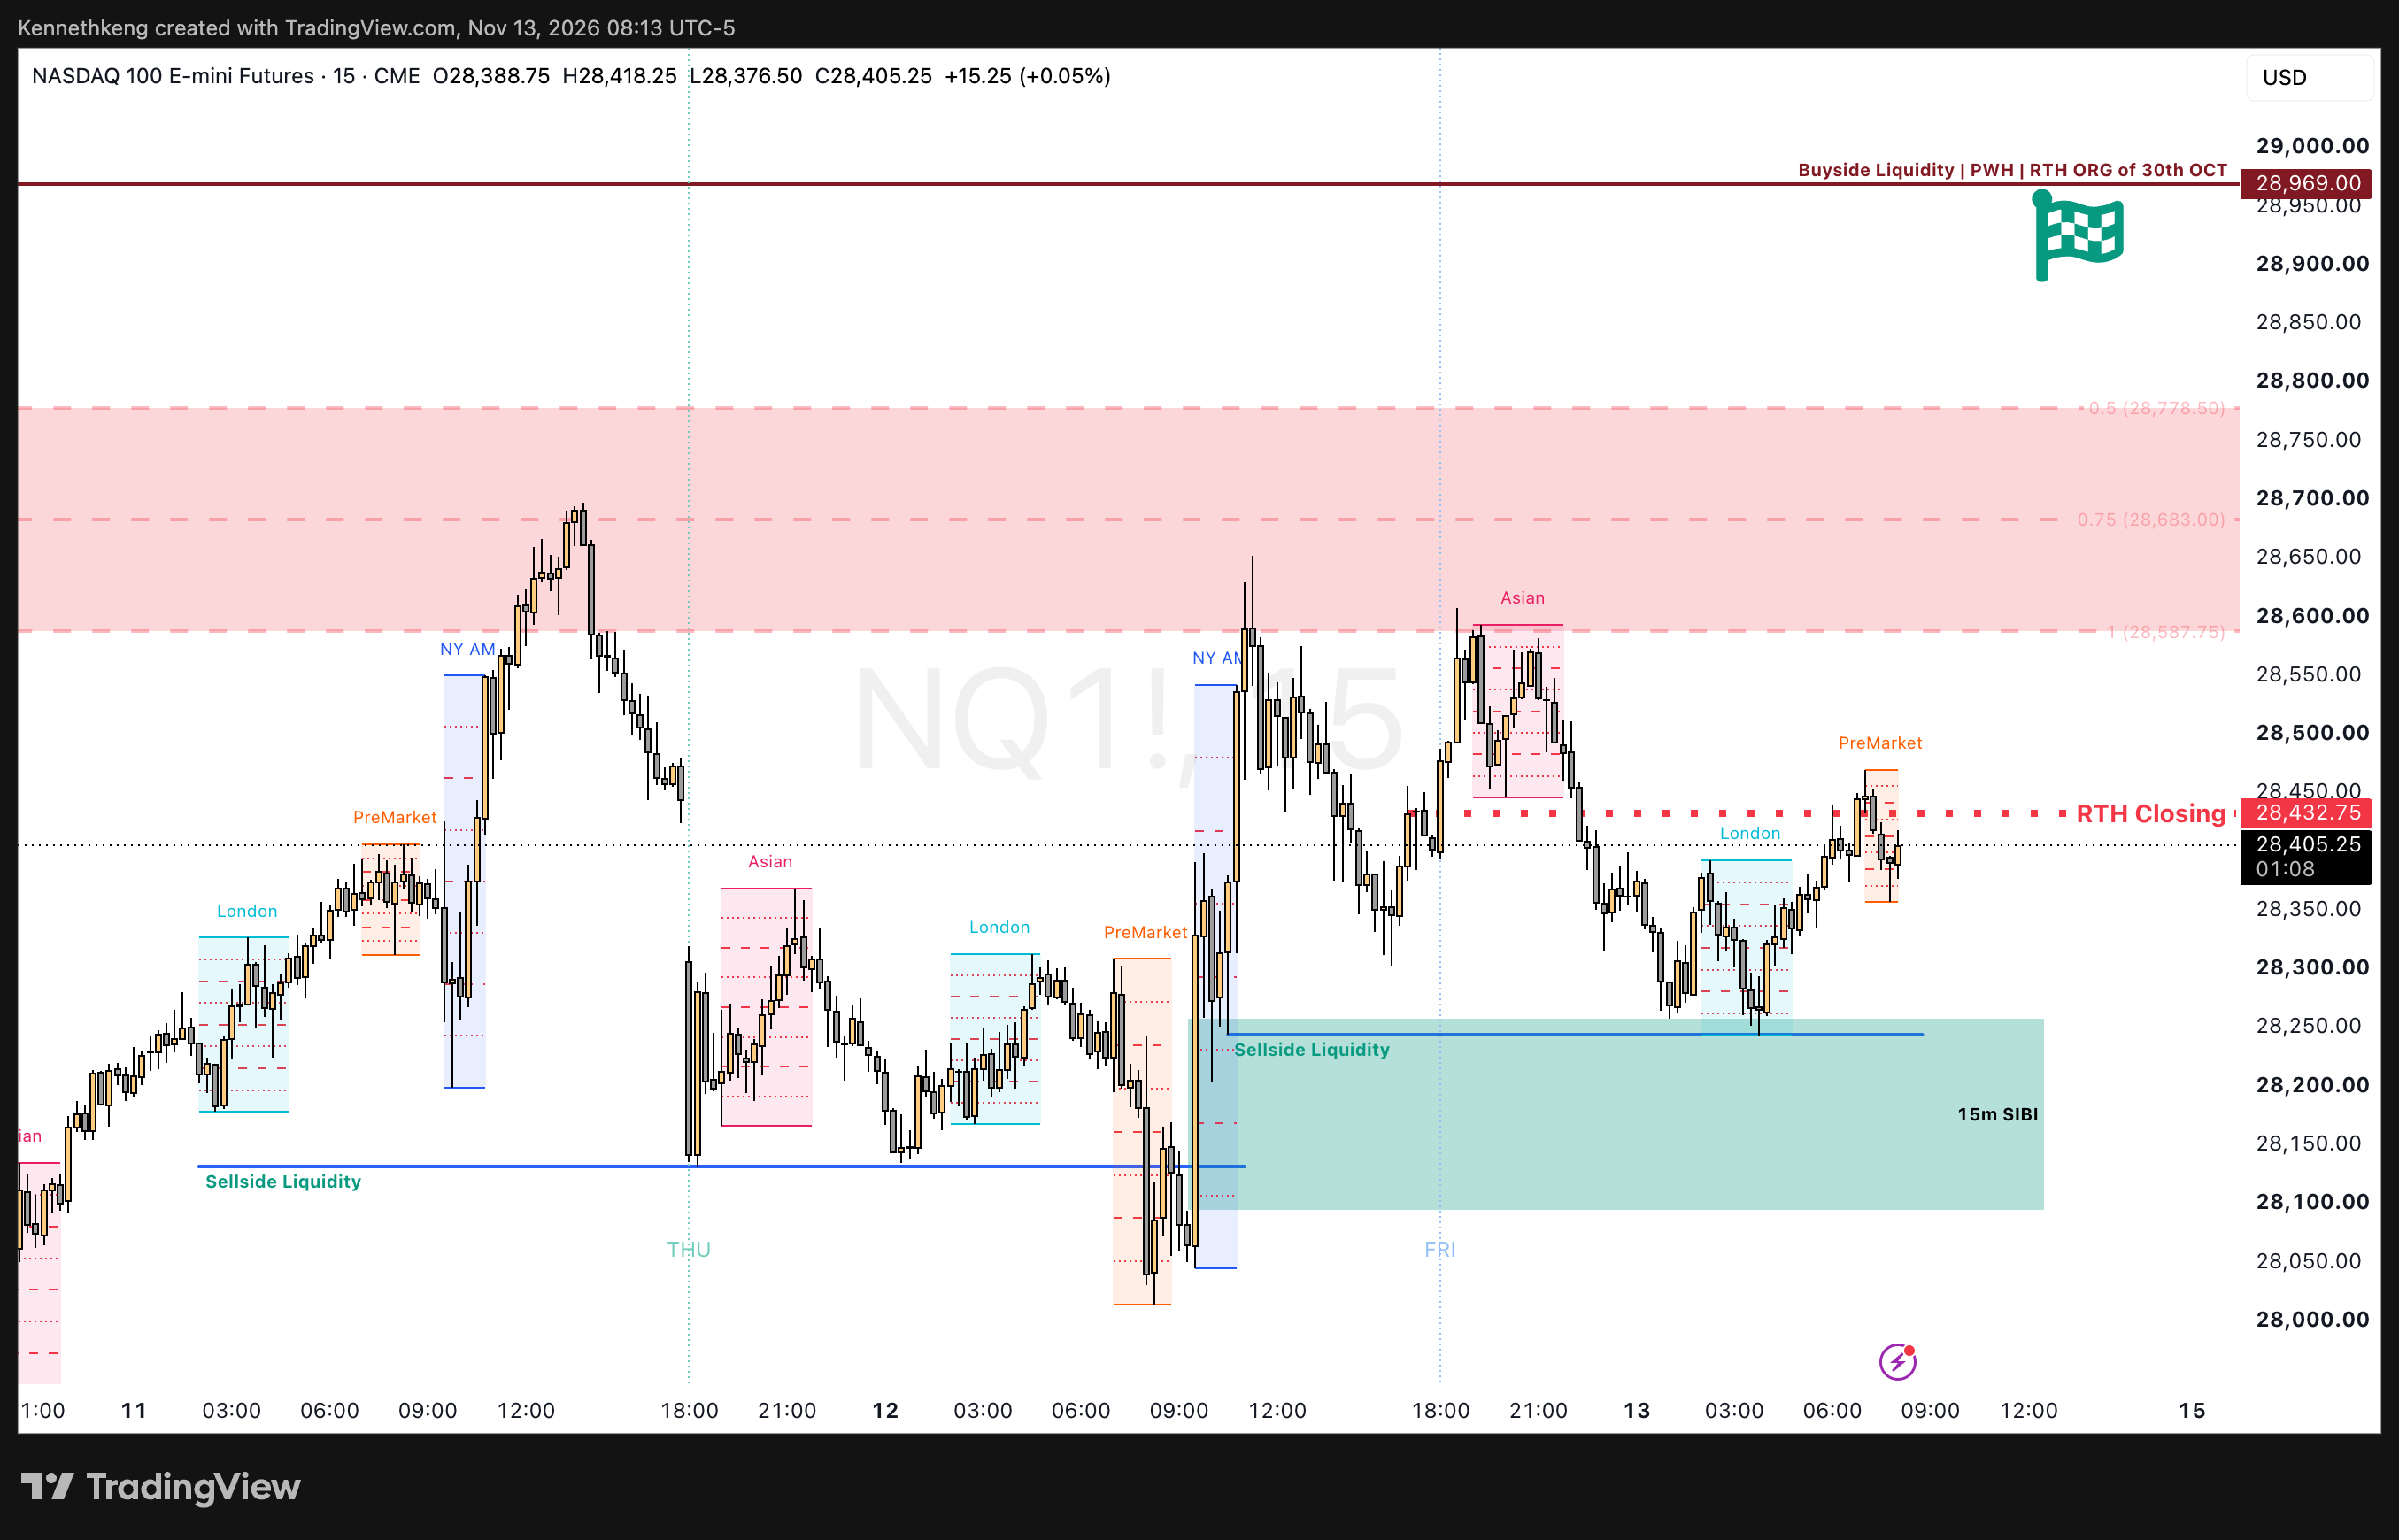 Kennethkeng created with TradingView.com, Nov 13, 2026 08:13 UTC-5
NASDAQ 100 E-mini Futures · 15 · CME O28,388.75 H28,418.25 L28,376.50 C28,405.25 +15.25 (+0.05%)
USD
29,000.00
Buyside Liquidity | PWH | RTH ORG of 30th OCT
28,969.00
28,950.00
28,900.00
28,850.00
28,800.00
0.5 (28,778.50)
28,750.00
28,700.00
0.75 (28,683.00)
28,650.00
28,600.00
Asian
1 (28,587.75)
NY AM
NY AM
28,550.00
NQ1!, 15
28,500.00
PreMarket
28,450.00
RTH Closing
28,432.75
PreMarket
London
28,405.25
01:08
Asian
28,350.00
London
London
PreMarket
28,300.00
28,250.00
Sellside Liquidity
28,200.00
15m SIBI
ian
28,150.00
Sellside Liquidity
28,100.00
THU
FRI
28,050.00
28,000.00
1:00 11 03:00 06:00 09:00 12:00 18:00 21:00 12 03:00 06:00 09:00 12:00 18:00 21:00 13 03:00 06:00 09:00 12:00 15
TradingView